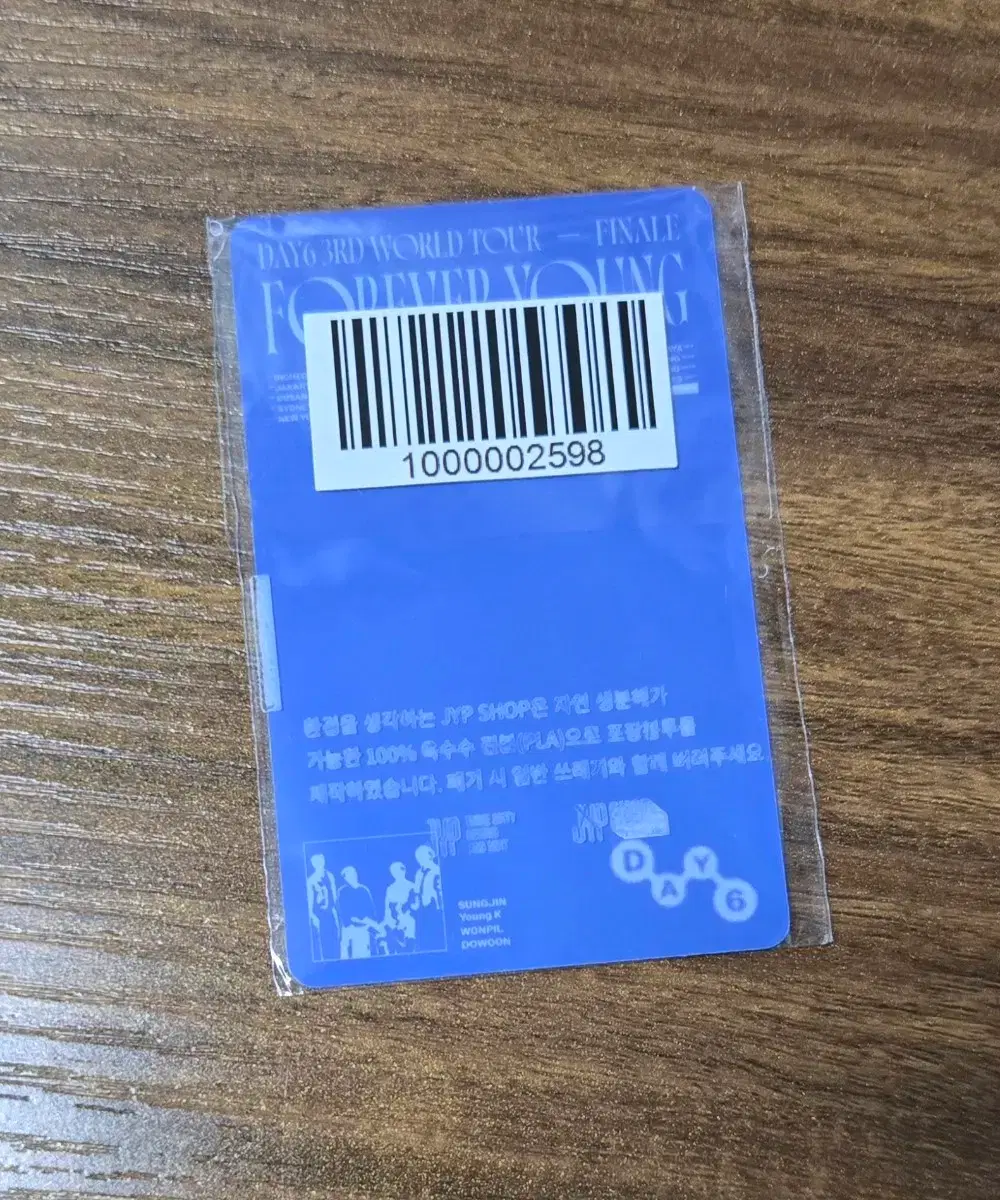 DAY6 3RD WORLD TOUR — FINALE
FOREVER YOUNG
1000002598
환경을 생각하는 JYP SHOP은 자연 생분해가
가능한 100% 옥수수 전분(PLA)으로 포장봉투를
제작하였습니다. 폐기 시 일반 쓰레기와 함께 버려주세요.
JYP
JYP
DAY6
SUNGJIN
Young K
WONPIL
DOWOON